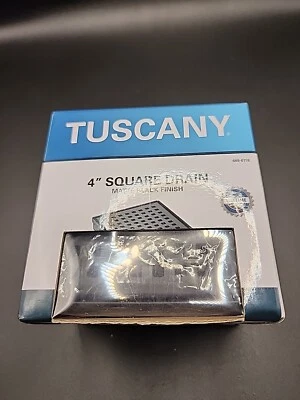 TUSCANY
4" SQUARE DRAIN
MATTE BLACK FINISH